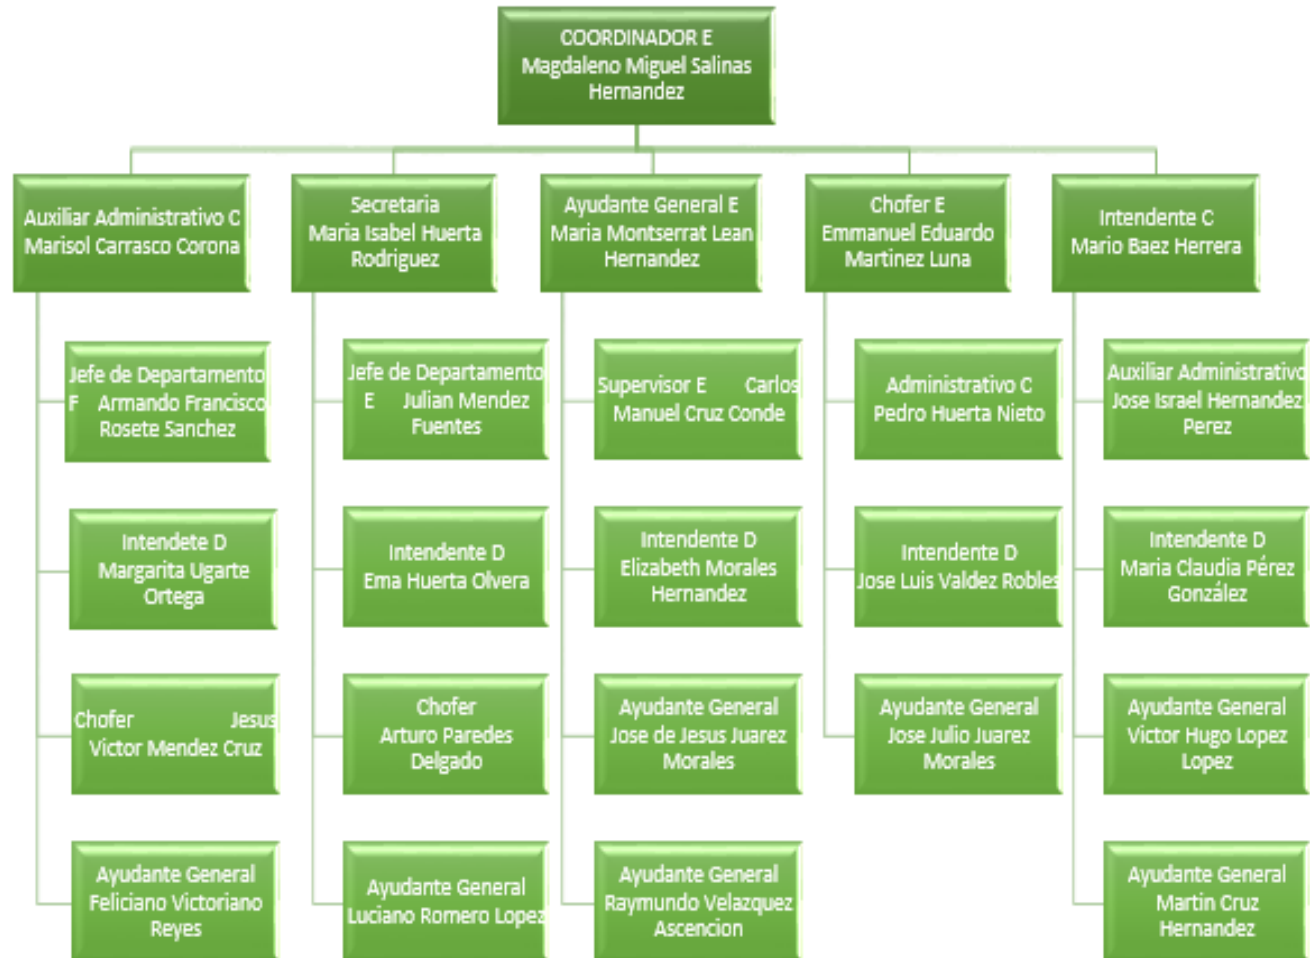 COORDINADOR E
Magdaleno Miguel Salinas
Hernandez
Auxiliar Administrativo C
Marisol Carrasco Corona
Secretaria
Maria Isabel Huerta
Rodriguez
Ayudante General E
Maria Montserrat Lean
Hernandez
Chofer E
Emmanuel Eduardo
Martinez Luna
Intendente C
Mario Baez Herrera
Jefe de Departamento
F Armando Francisco
Rosete Sanchez
Jefe de Departamento
E Julian Mendez
Fuentes
Supervisor E Carlos
Manuel Cruz Conde
Administrativo C
Pedro Huerta Nieto
Auxiliar Administrativo
Jose Israel Hernandez
Perez
Intendete D
Margarita Ugarte
Ortega
Intendente D
Ema Huerta Olvera
Intendente D
Elizabeth Morales
Hernandez
Intendente D
Jose Luis Valdez Robles
Intendente D
Maria Claudia Pérez
González
Chofer Jesus
Victor Mendez Cruz
Chofer
Arturo Paredes
Delgado
Ayudante General
Jose de Jesus Juarez
Morales
Ayudante General
Jose Julio Juarez
Morales
Ayudante General
Victor Hugo Lopez
Lopez
Ayudante General
Feliciano Victoriano
Reyes
Ayudante General
Luciano Romero Lopez
Ayudante General
Raymundo Velazquez
Ascencion
Ayudante General
Martin Cruz
Hernandez